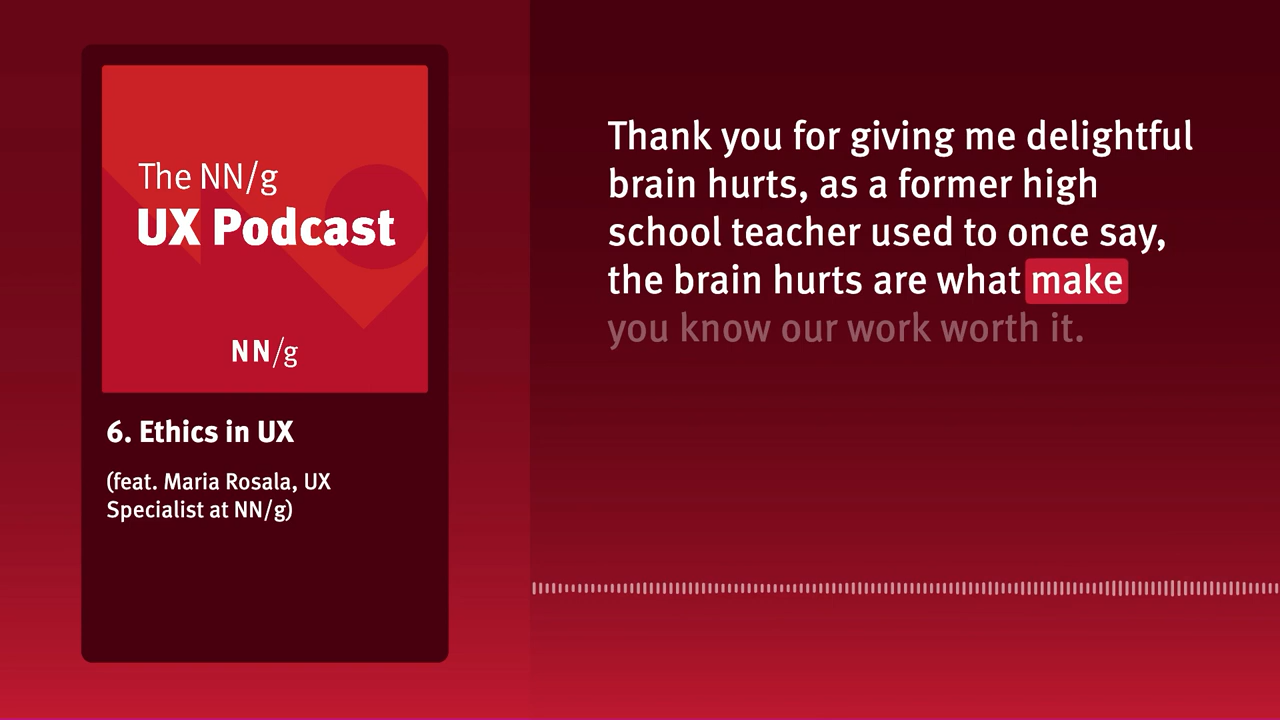 The NN/g
UX Podcast
NN/g
6. Ethics in UX
(feat. Maria Rosala, UX
Specialist at NN/g)
Thank you for giving me delightful
brain hurts, as a former high
school teacher used to once say,
the brain hurts are what make
you know our work worth it.